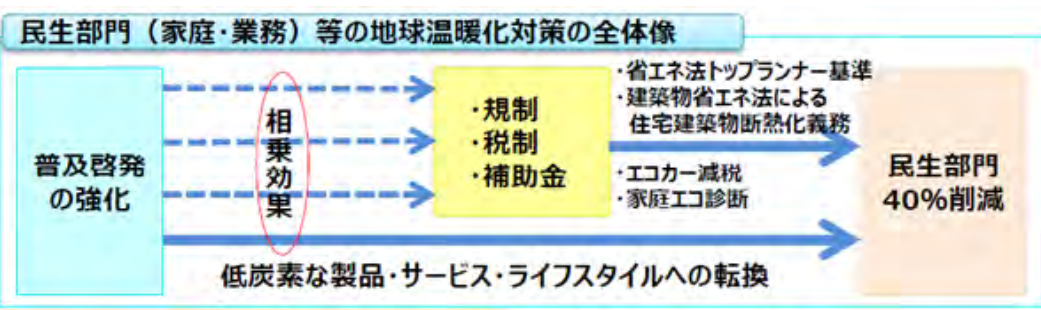 民生部門（家庭･業務）等の地球温暖化対策の全体像
普及啓発
の強化
相乗効果
･規制
･税制
･補助金
･省エネ法トップランナー基準
･建築物省エネ法による
住宅建築物断熱化義務
･エコカー減税
･家庭エコ診断
民生部門
40%削減
低炭素な製品･サービス･ライフスタイルへの転換